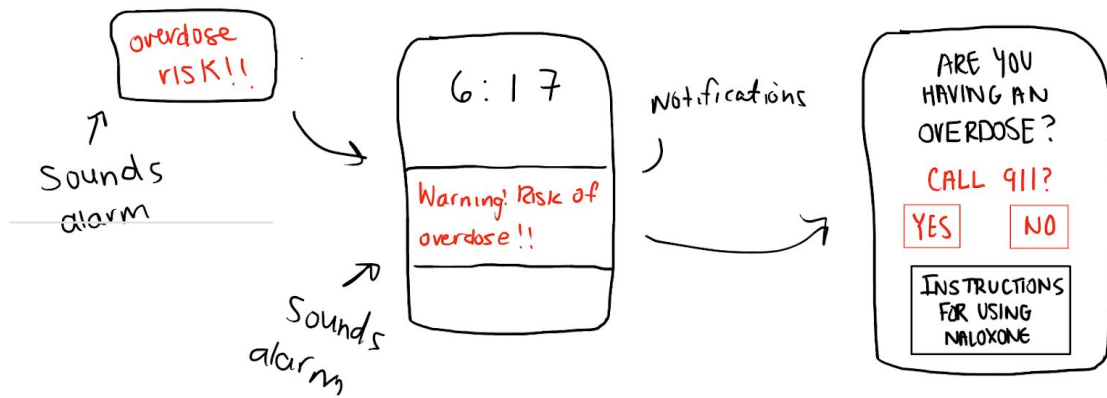 overdose
risk!!
Sounds
alarm
6:17
Warning! Risk of
overdose!!
Sounds
alarm
Notifications
ARE YOU
HAVING AN
OVERDOSE?
CALL 911?
YES NO
INSTRUCTIONS
FOR USING
NALOXONE